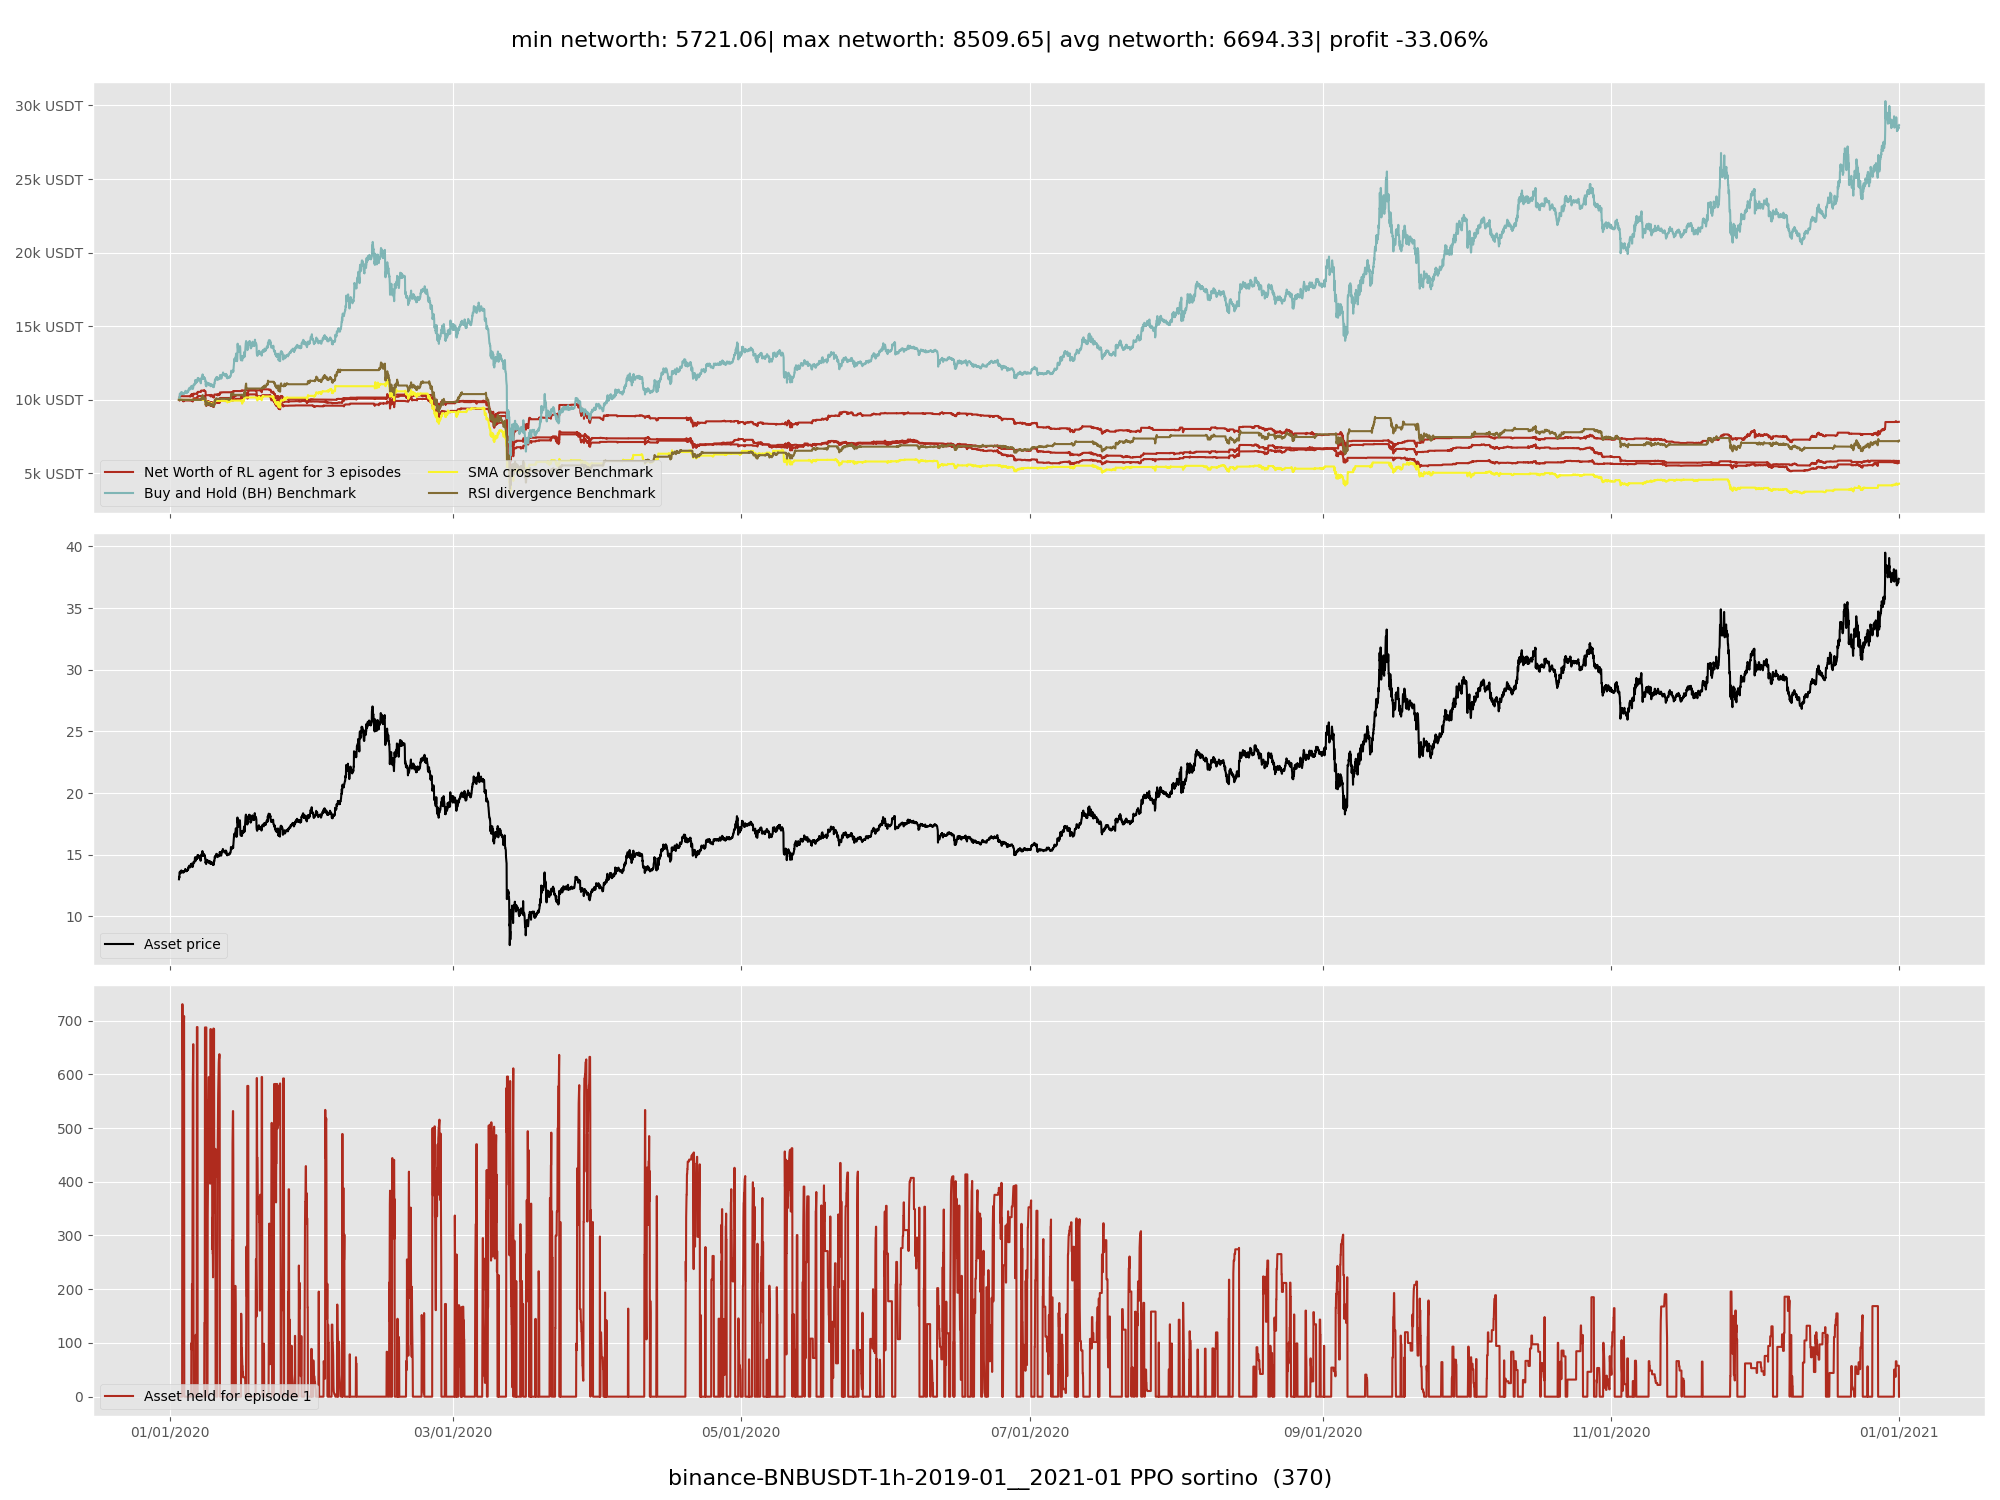 min networth: 5721.06| max networth: 8509.65| avg networth: 6694.33| profit -33.06%
30k USDT
25k USDT
20k USDT
15k USDT
10k USDT
5k USDT
Net Worth of RL agent for 3 episodes
Buy and Hold (BH) Benchmark
SMA crossover Benchmark
RSI divergence Benchmark
40
35
30
25
20
15
10
Asset price
700
600
500
400
300
200
100
0
Asset held for episode 1
01/01/2020
03/01/2020
05/01/2020
07/01/2020
09/01/2020
11/01/2020
01/01/2021
binance-BNBUSDT-1h-2019-01__2021-01 PPO sortino  (370)